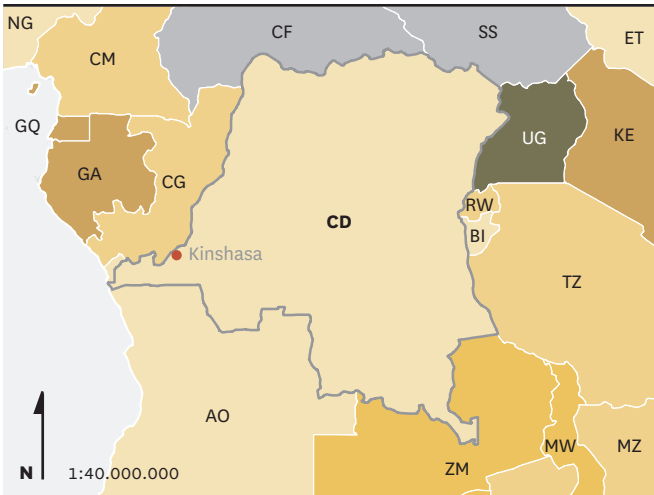 NG
CF
SS
ET
CM
GQ
UG
KE
GA
CG
RW
CD
BI
Kinshasa
TZ
AO
MW
MZ
ZM
N 1:40.000.000